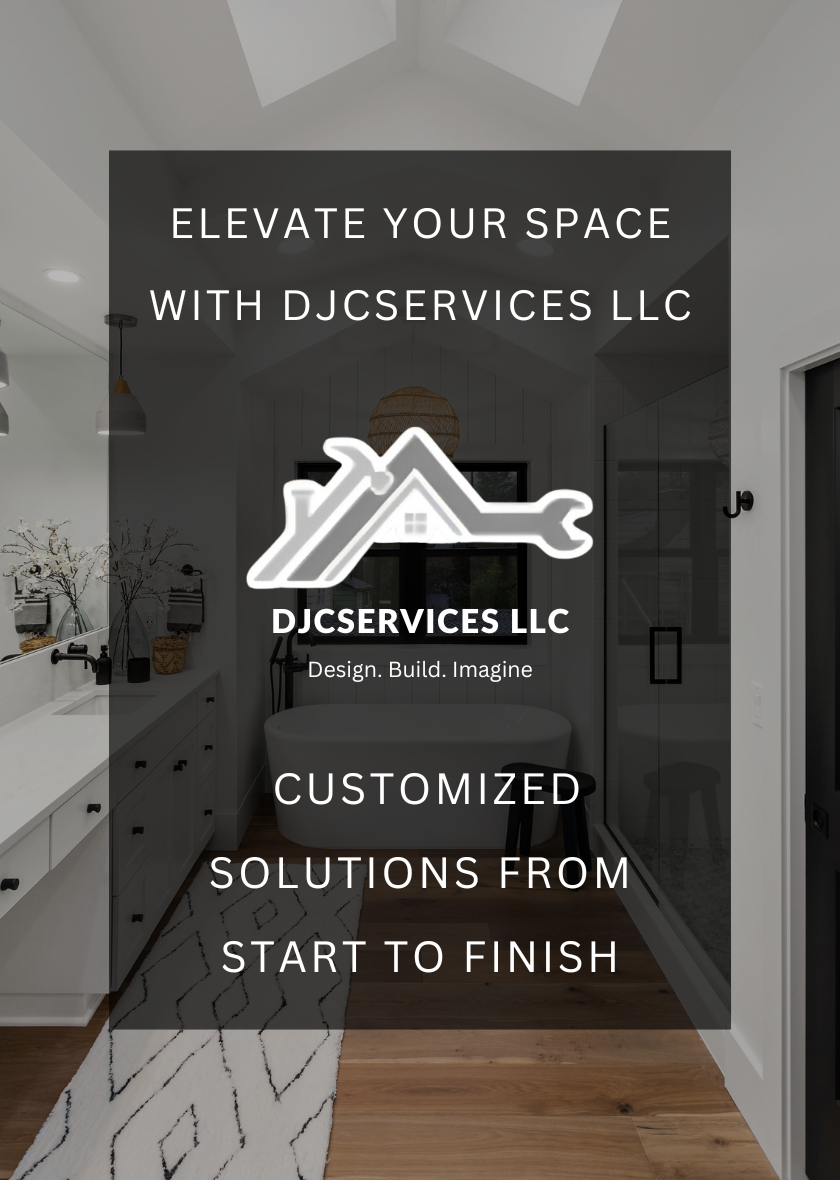 ELEVATE YOUR SPACE
WITH DJCSERVICES LLC
DJCSERVICES LLC
Design. Build. Imagine
CUSTOMIZED
SOLUTIONS FROM
START TO FINISH